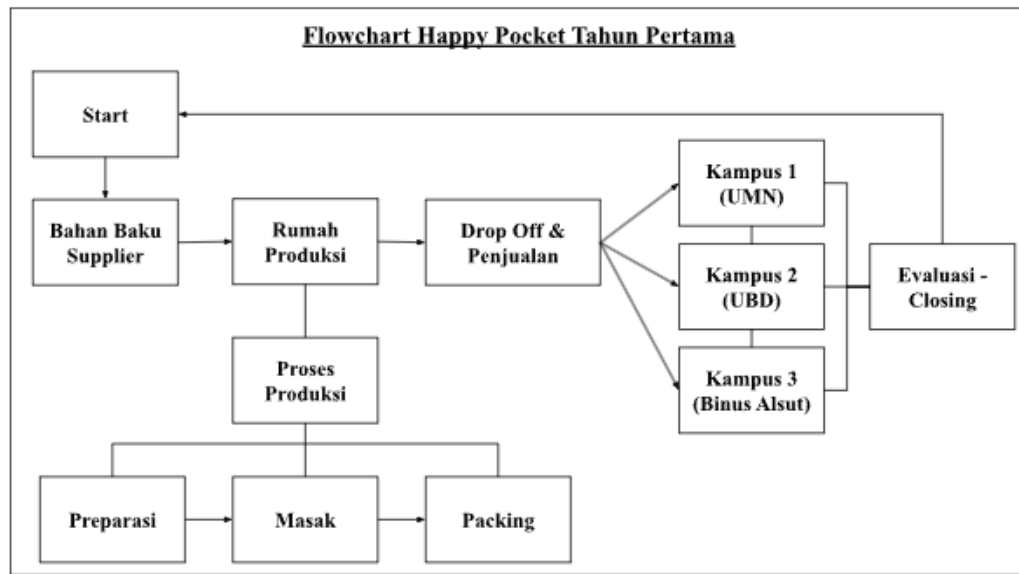 Flowchart Happy Pocket Tahun Pertama
Start
Bahan Baku
Supplier
Rumah
Produksi
Drop Off &
Penjualan
Kampus 1
(UMN)
Kampus 2
(UBD)
Kampus 3
(Binus Alsut)
Evaluasi -
Closing
Proses
Produksi
Preparasi
Masak
Packing